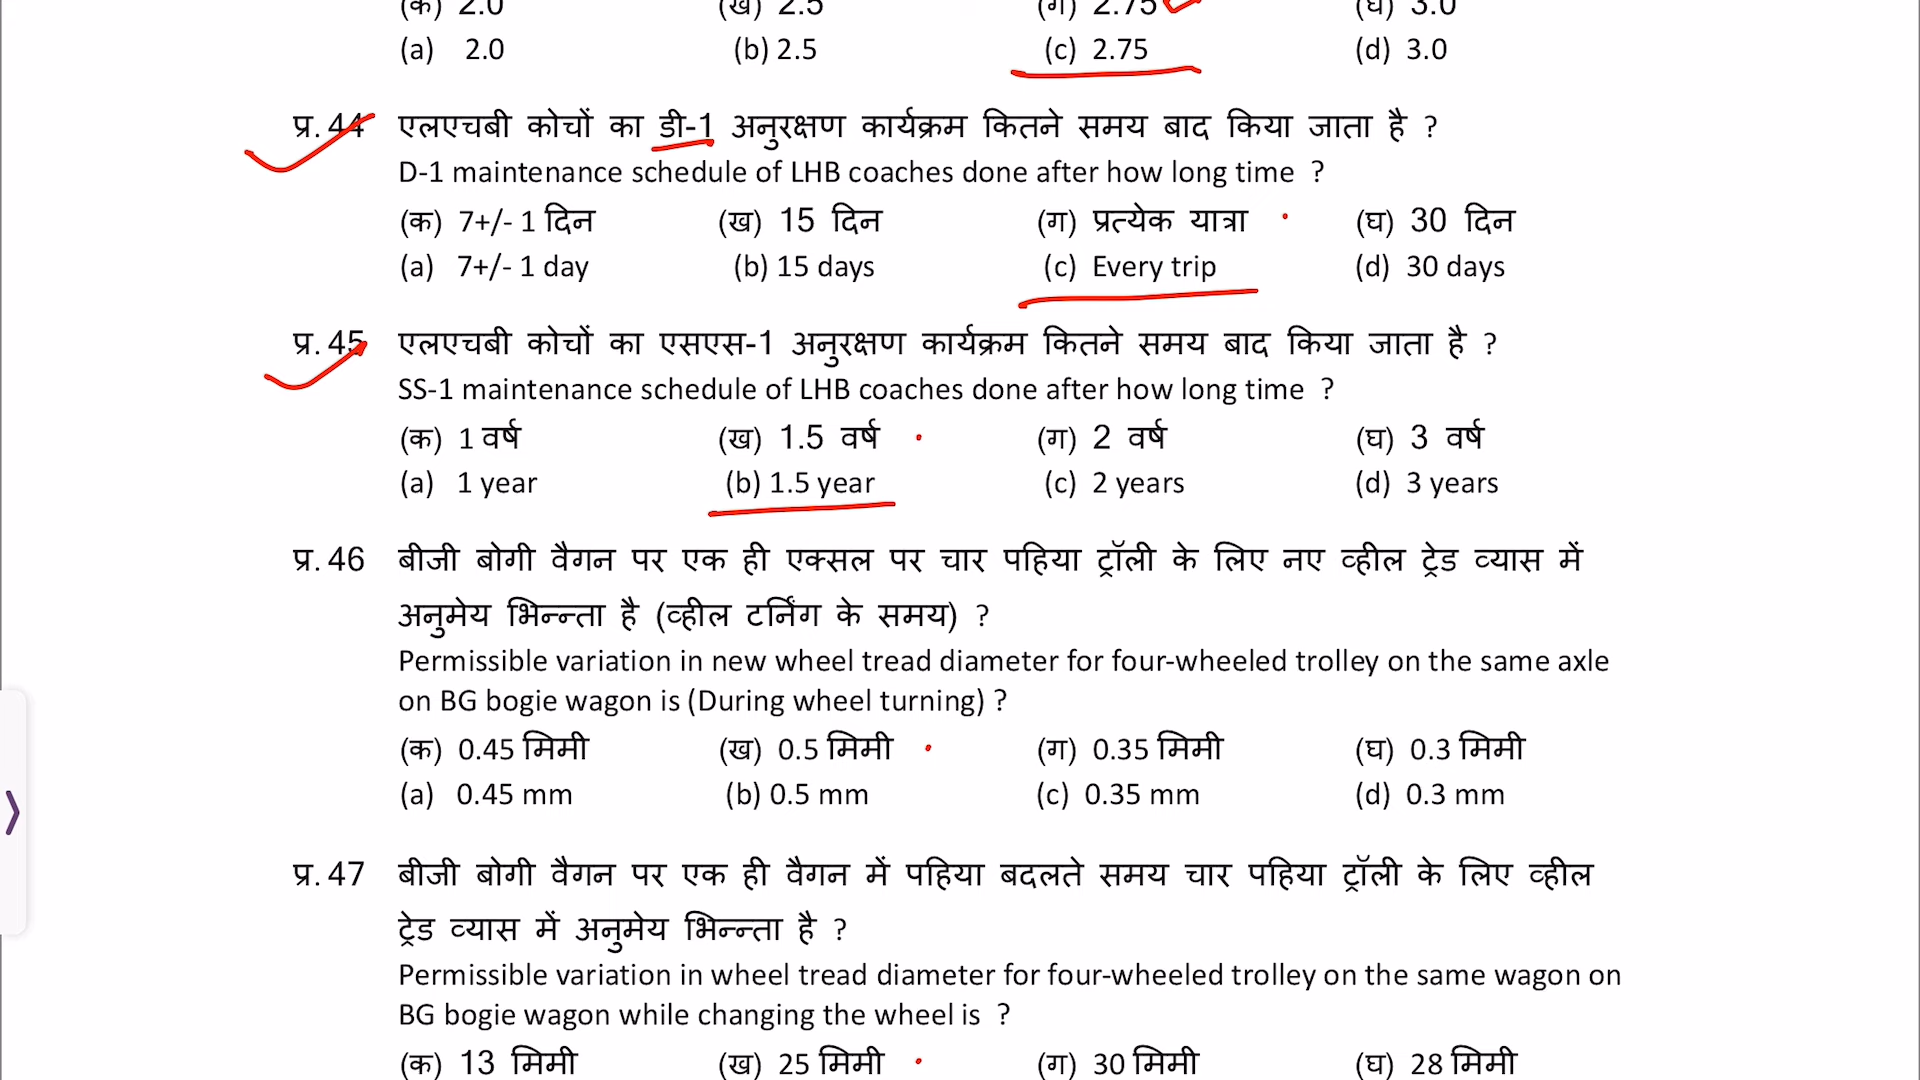 (क) 2.0 (ख) 2.5 (ग) 2.75 (घ) 3.0
(a) 2.0 (b) 2.5 (c) 2.75 (d) 3.0
प्र. 44 एलएचबी कोचों का डी-1 अनुरक्षण कार्यक्रम कितने समय बाद किया जाता है ?
D-1 maintenance schedule of LHB coaches done after how long time ?
(क) 7+/- 1 दिन (ख) 15 दिन (ग) प्रत्येक यात्रा (घ) 30 दिन
(a) 7+/- 1 day (b) 15 days (c) Every trip (d) 30 days
प्र. 45 एलएचबी कोचों का एसएस-1 अनुरक्षण कार्यक्रम कितने समय बाद किया जाता है ?
SS-1 maintenance schedule of LHB coaches done after how long time ?
(क) 1 वर्ष (ख) 1.5 वर्ष (ग) 2 वर्ष (घ) 3 वर्ष
(a) 1 year (b) 1.5 year (c) 2 years (d) 3 years
प्र. 46 बीजी बोगी वैगन पर एक ही एक्सल पर चार पहिया ट्रॉली के लिए नए व्हील ट्रेड व्यास में
अनुमेय भिन्न्ता है (व्हील टर्निंग के समय) ?
Permissible variation in new wheel tread diameter for four-wheeled trolley on the same axle
on BG bogie wagon is (During wheel turning) ?
(क) 0.45 मिमी (ख) 0.5 मिमी (ग) 0.35 मिमी (घ) 0.3 मिमी
(a) 0.45 mm (b) 0.5 mm (c) 0.35 mm (d) 0.3 mm
प्र. 47 बीजी बोगी वैगन पर एक ही वैगन में पहिया बदलते समय चार पहिया ट्रॉली के लिए व्हील
ट्रेड व्यास में अनुमेय भिन्न्ता है ?
Permissible variation in wheel tread diameter for four-wheeled trolley on the same wagon on
BG bogie wagon while changing the wheel is ?
(क) 13 मिमी (ख) 25 मिमी (ग) 30 मिमी (घ) 28 मिमी